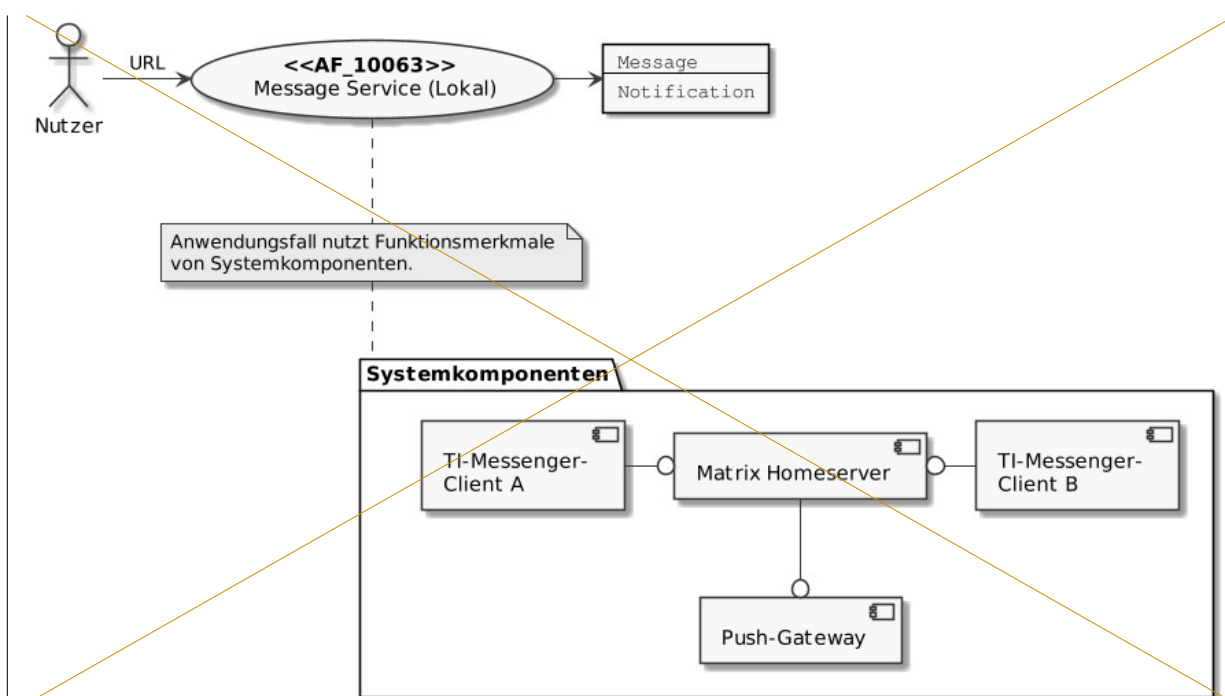 URL
<<AF_10063>>
Message Service (Lokal)
Message
Notification
Nutzer
Anwendungsfall nutzt Funktionsmerkmale
von Systemkomponenten.
Systemkomponenten
TI-Messenger-
Client A
Matrix Homeserver
TI-Messenger-
Client B
Push-Gateway